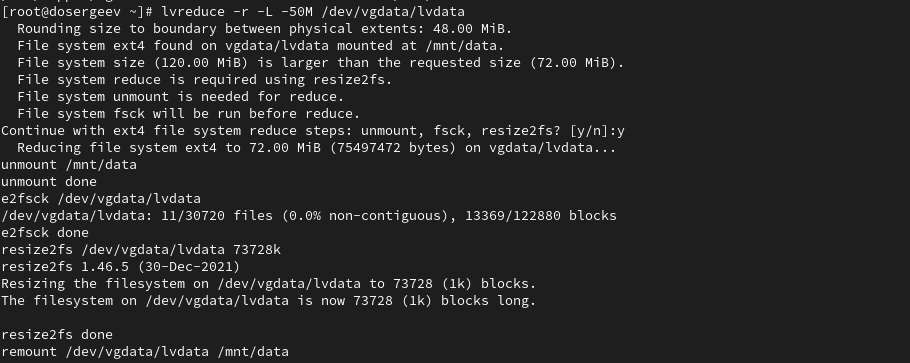 [root@dosergeev ~]# lvreduce -r -L -50M /dev/vgdata/lvdata
  Rounding size to boundary between physical extents: 48.00 MiB.
  File system ext4 found on vgdata/lvdata mounted at /mnt/data.
  File system size (120.00 MiB) is larger than the requested size (72.00 MiB).
  File system reduce is required using resize2fs.
  File system unmount is needed for reduce.
  File system fsck will be run before reduce.
Continue with ext4 file system reduce steps: unmount, fsck, resize2fs? [y/n]:y
  Reducing file system ext4 to 72.00 MiB (75497472 bytes) on vgdata/lvdata...
unmount /mnt/data
unmount done
e2fsck /dev/vgdata/lvdata
/dev/vgdata/lvdata: 11/30720 files (0.0% non-contiguous), 13369/122880 blocks
e2fsck done
resize2fs /dev/vgdata/lvdata 73728k
resize2fs 1.46.5 (30-Dec-2021)
Resizing the filesystem on /dev/vgdata/lvdata to 73728 (1k) blocks.
The filesystem on /dev/vgdata/lvdata is now 73728 (1k) blocks long.

resize2fs done
remount /dev/vgdata/lvdata /mnt/data